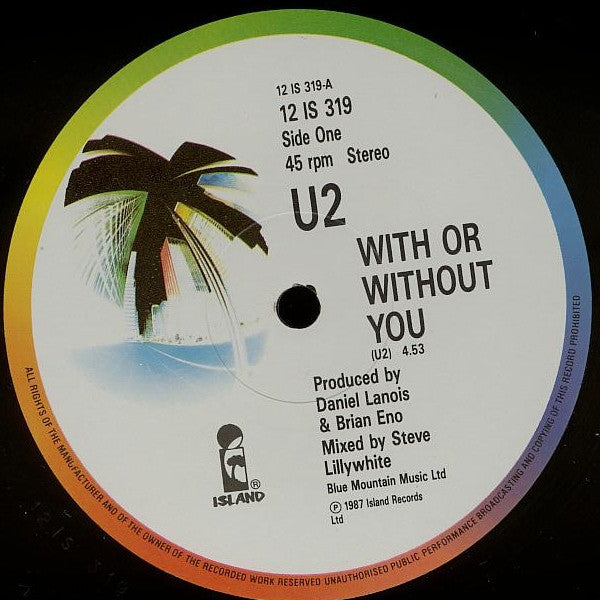 12 IS 319-A
12 IS 319
Side One
45 rpm Stereo
U2
WITH OR
WITHOUT
YOU
(U2) 4.53
Produced by
Daniel Lanois
& Brian Eno
Mixed by Steve
Lillywhite
Blue Mountain Music Ltd
℗ 1987 Island Records
Ltd
ISLAND®
ALL RIGHTS OF THE MANUFACTURER AND OF THE OWNER OF THE RECORDED WORK RESERVED UNAUTHORISED PUBLIC PERFORMANCE BROADCASTING AND COPYING OF THIS RECORD PROHIBITED
12 IS 319